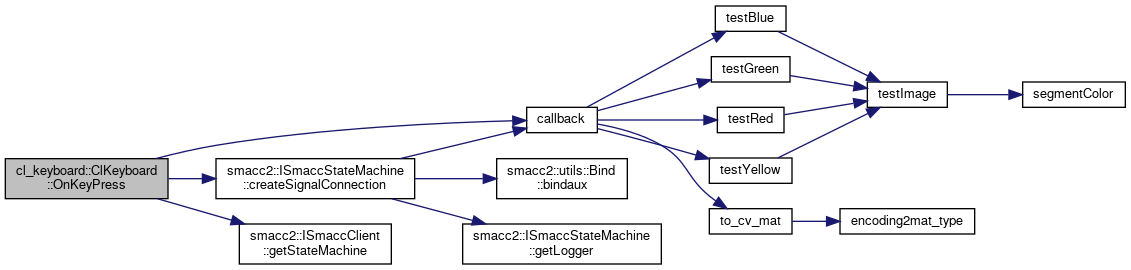 cl_keyboard::ClKeyboard
::OnKeyPress
smacc2::ISmaccStateMachine
::createSignalConnection
smacc2::ISmaccClient
::getStateMachine
callback
smacc2::utils::Bind
::bindaux
smacc2::ISmaccStateMachine
::getLogger
testBlue
testGreen
testRed
testYellow
to_cv_mat
testImage
encoding2mat_type
segmentColor